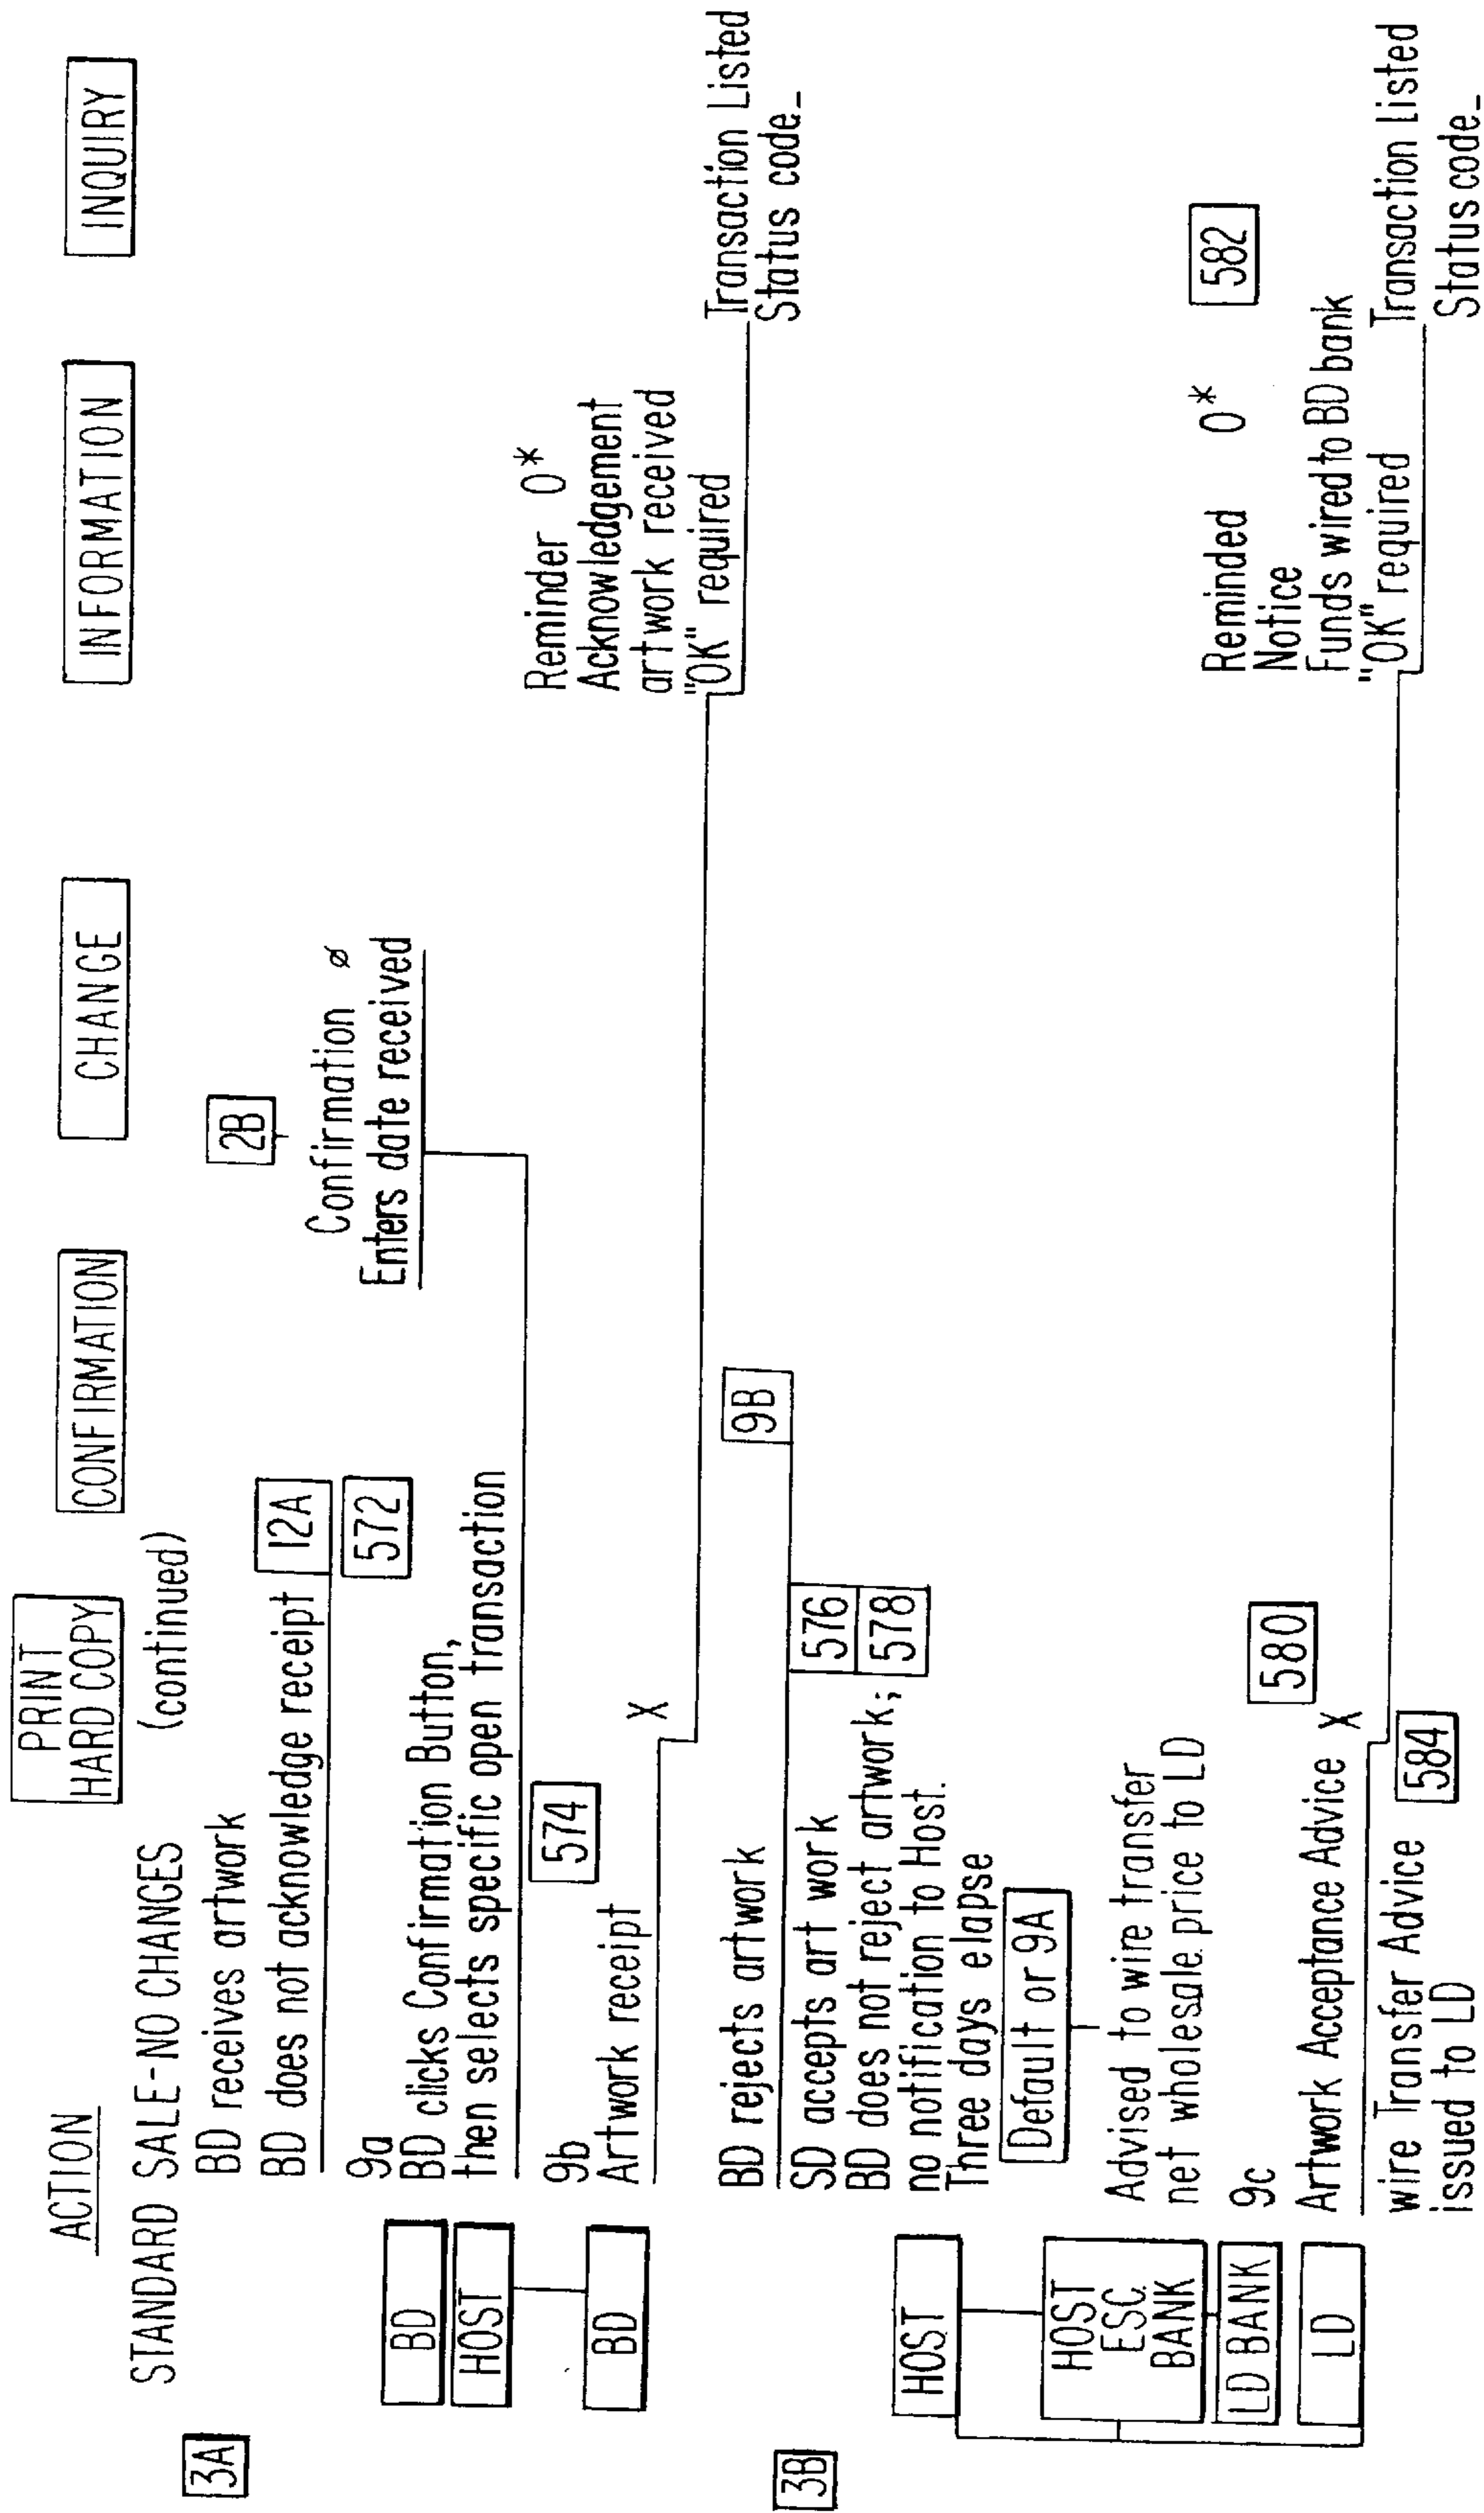 ACTION
PRINT
HARD COPY
CONFIRMATION
CHANGE
INFORMATION
INQUIRY
3A
STANDARD SALE-NO CHANGES (continued)
BD receives artwork
2B
BD does not acknowledge receipt
12A
Confirmation ø
Enters date received
9a
572
BD
HOST
BD clicks Confirmation Button,
then selects specific open transaction
9b
574
BD
Artwork receipt X
Reminder O*
Acknowledgement
artwork received
"OK" required
Transaction Listed
Status code_
3B
BD rejects artwork
9B
SD accepts art work
576
BD does not reject artwork;
578
no notification to Host.
Three days elapse
HOST
Default or 9A
HOST
ESC.
BANK
Advised to wire transfer
net wholesale price to LD
LD BANK
9c
580
LD
Artwork Acceptance Advice X
Reminded O*
582
Notice
Funds wired to BD bank
"OK" required
Transaction Listed
Status code_
wire Transfer Advice
584
issued to LD